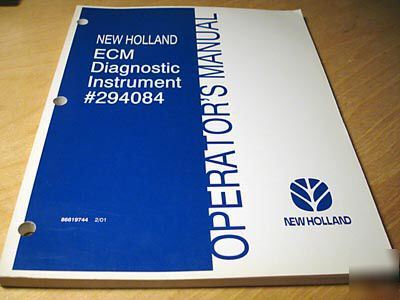 NEW HOLLAND
ECM
Diagnostic
Instrument
#294084
OPERATOR'S MANUAL
86619744 2/01
NEW HOLLAND